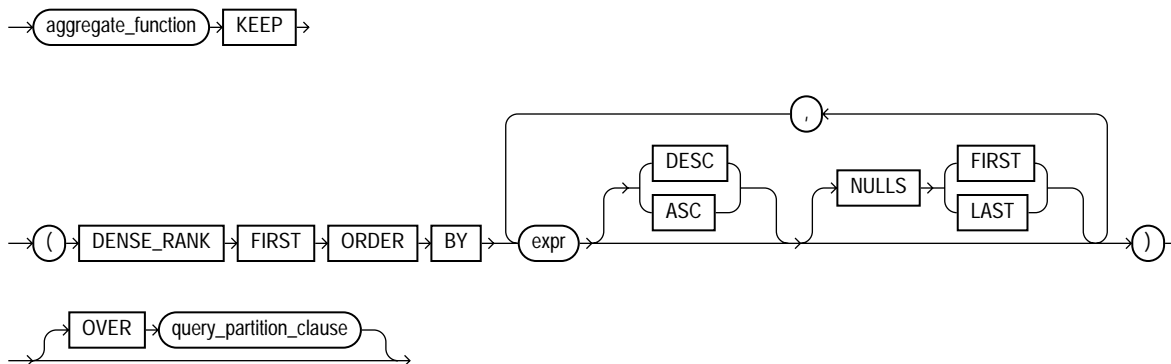 aggregate_function KEEP
,
DESC FIRST
NULLS
ASC LAST
( DENSE_RANK FIRST ORDER BY expr )
OVER query_partition_clause